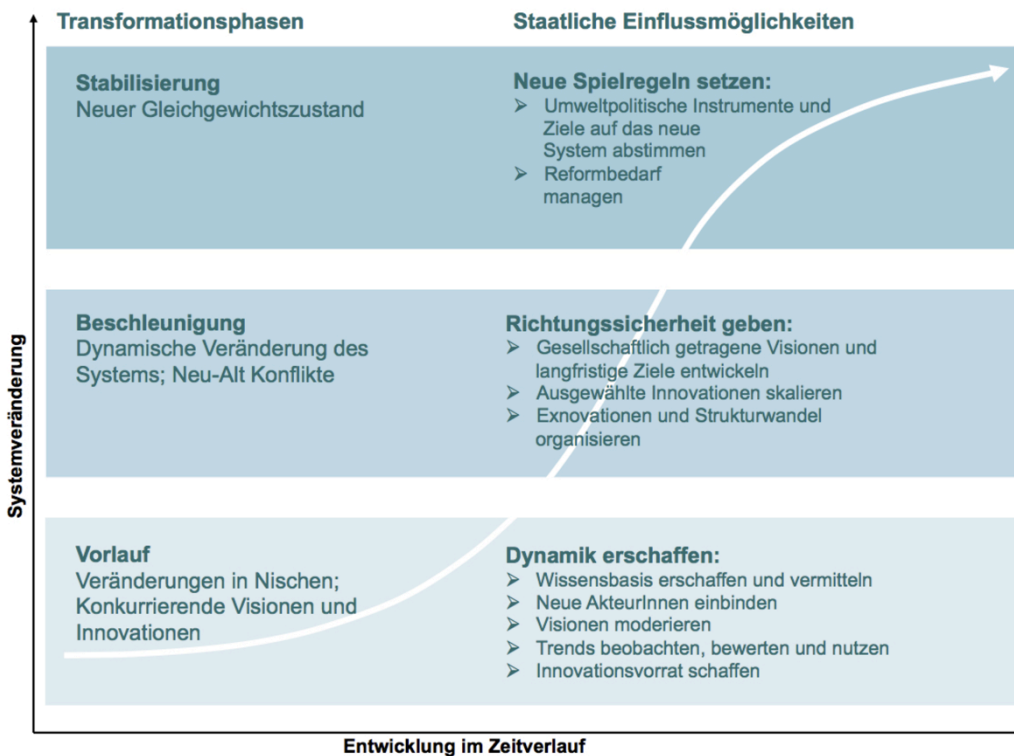 Transformationsphasen
Staatliche Einflussmöglichkeiten
Stabilisierung
Neuer Gleichgewichtszustand
Neue Spielregeln setzen:
➢ Umweltpolitische Instrumente und
Ziele auf das neue
System abstimmen
➢ Reformbedarf
managen
Beschleunigung
Dynamische Veränderung des
Systems; Neu-Alt Konflikte
Richtungssicherheit geben:
➢ Gesellschaftlich getragene Visionen und
langfristige Ziele entwickeln
➢ Ausgewählte Innovationen skalieren
➢ Exnovationen und Strukturwandel
organisieren
Vorlauf
Veränderungen in Nischen;
Konkurrierende Visionen und
Innovationen
Dynamik erschaffen:
➢ Wissensbasis erschaffen und vermitteln
➢ Neue AkteurInnen einbinden
➢ Visionen moderieren
➢ Trends beobachten, bewerten und nutzen
➢ Innovationsvorrat schaffen
Systemveränderung
Entwicklung im Zeitverlauf